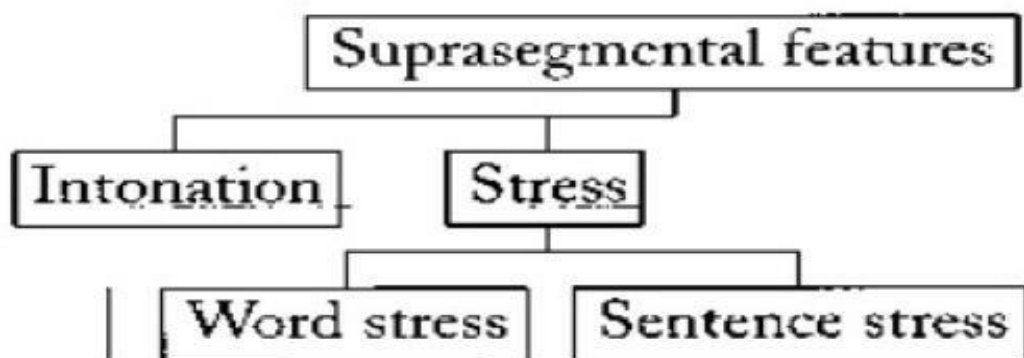 Suprasegmental features
Intonation
Stress
Word stress
Sentence stress